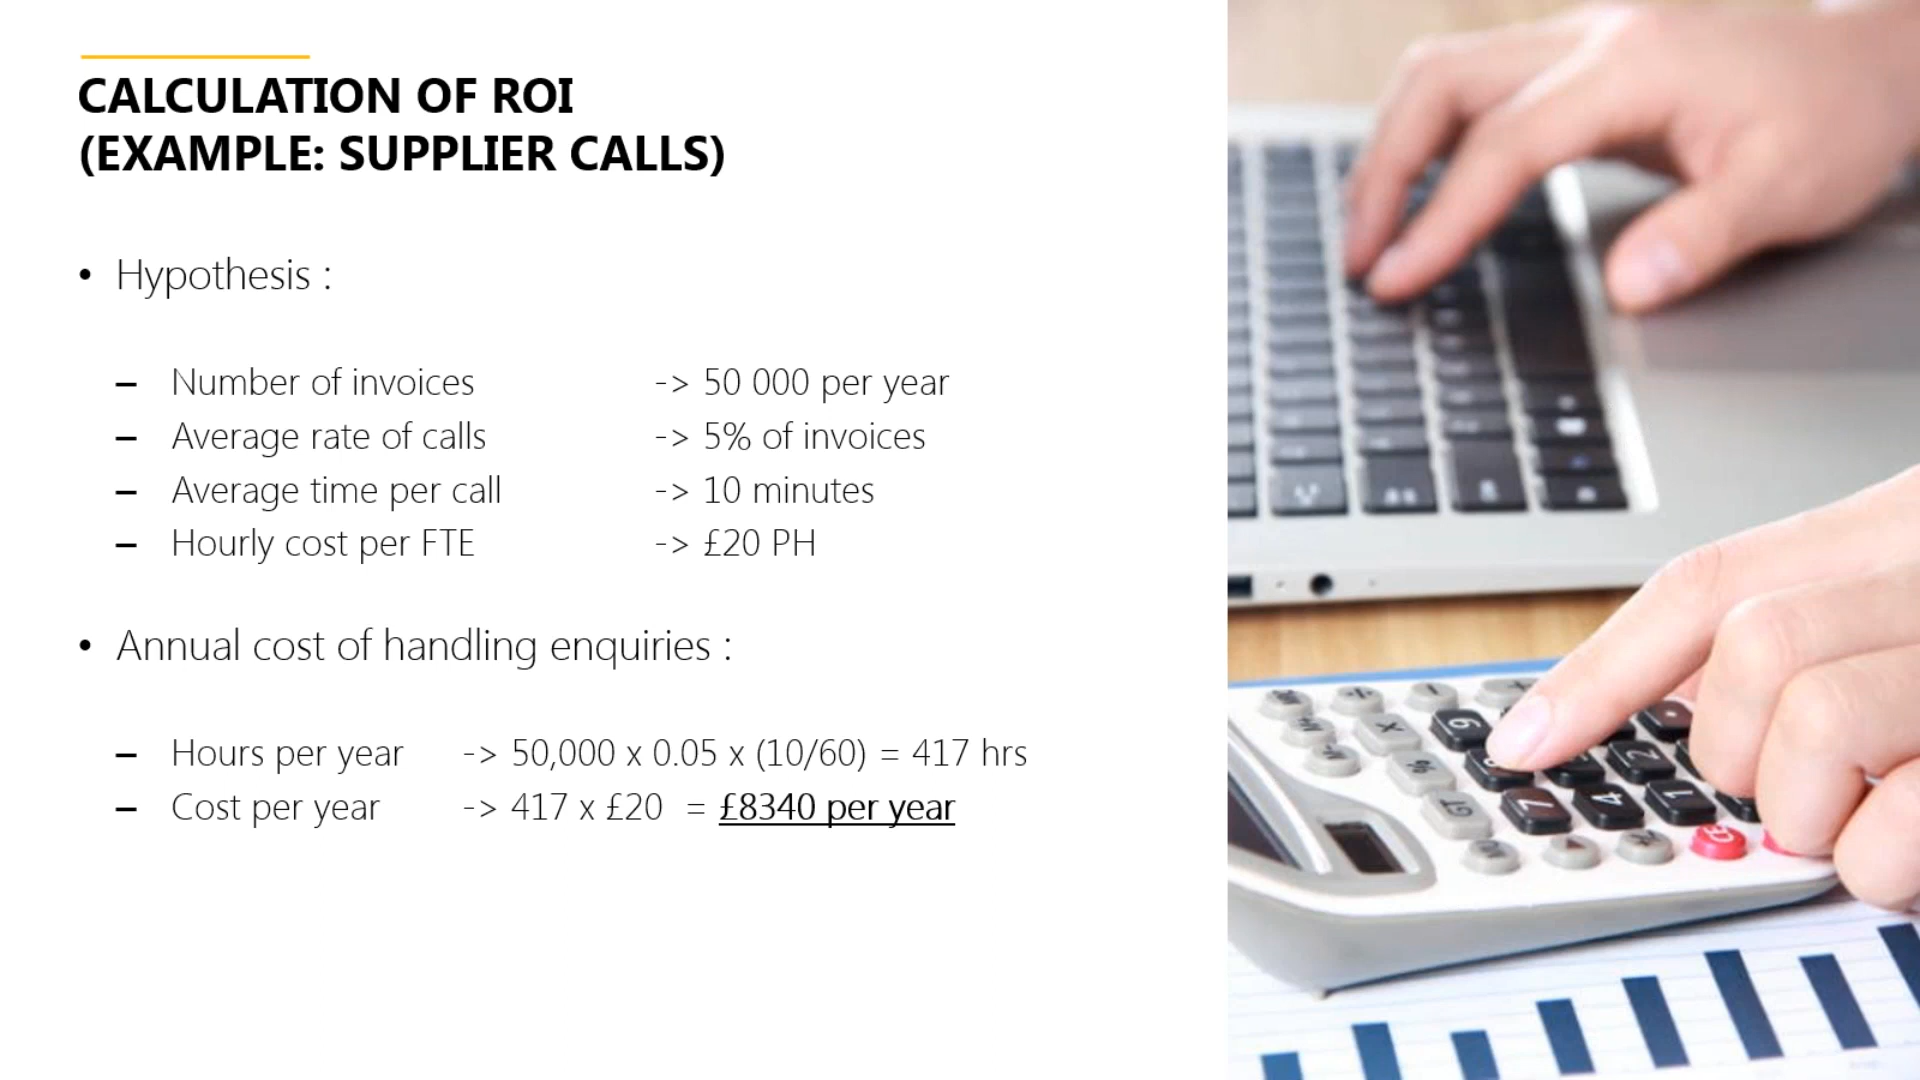 CALCULATION OF ROI
(EXAMPLE: SUPPLIER CALLS)
• Hypothesis :
– Number of invoices -> 50 000 per year
– Average rate of calls -> 5% of invoices
– Average time per call -> 10 minutes
– Hourly cost per FTE -> £20 PH
• Annual cost of handling enquiries :
– Hours per year -> 50,000 x 0.05 x (10/60) = 417 hrs
– Cost per year -> 417 x £20 = £8340 per year